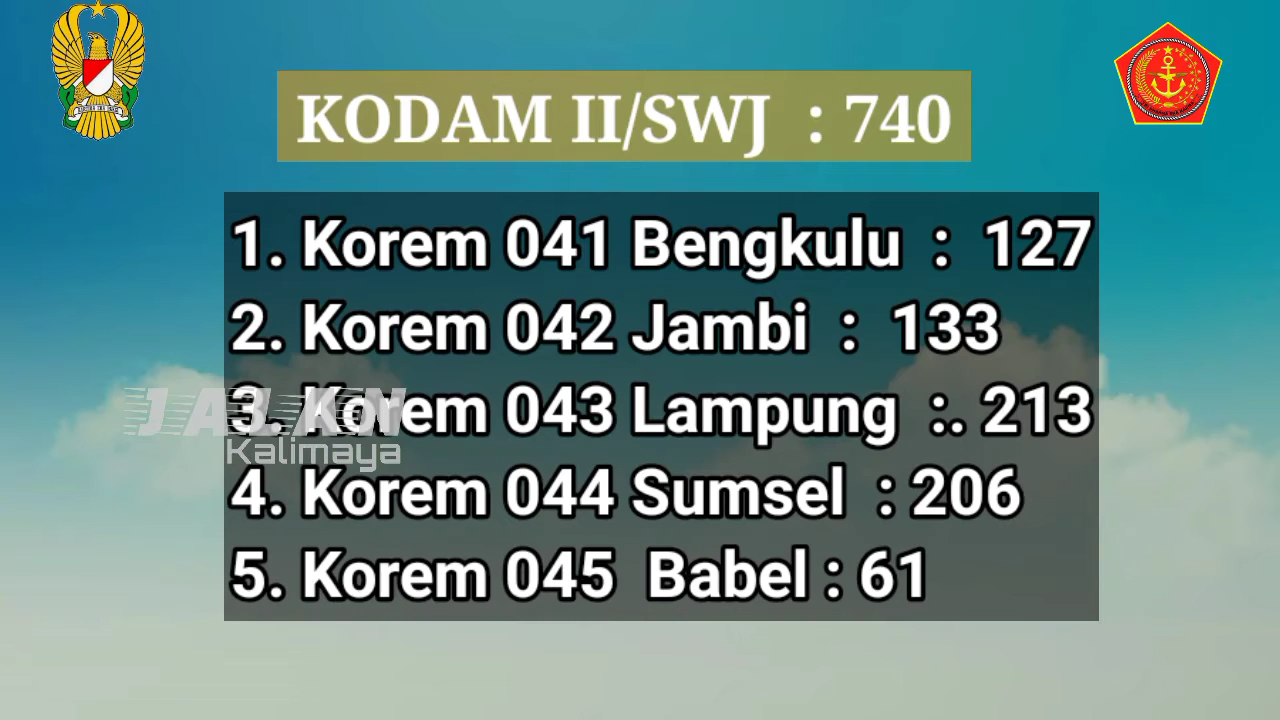 KODAM II/SWJ : 740
1. Korem 041 Bengkulu : 127
2. Korem 042 Jambi : 133
3. Korem 043 Lampung :. 213
4. Korem 044 Sumsel : 206
5. Korem 045 Babel : 61
Kalimaya